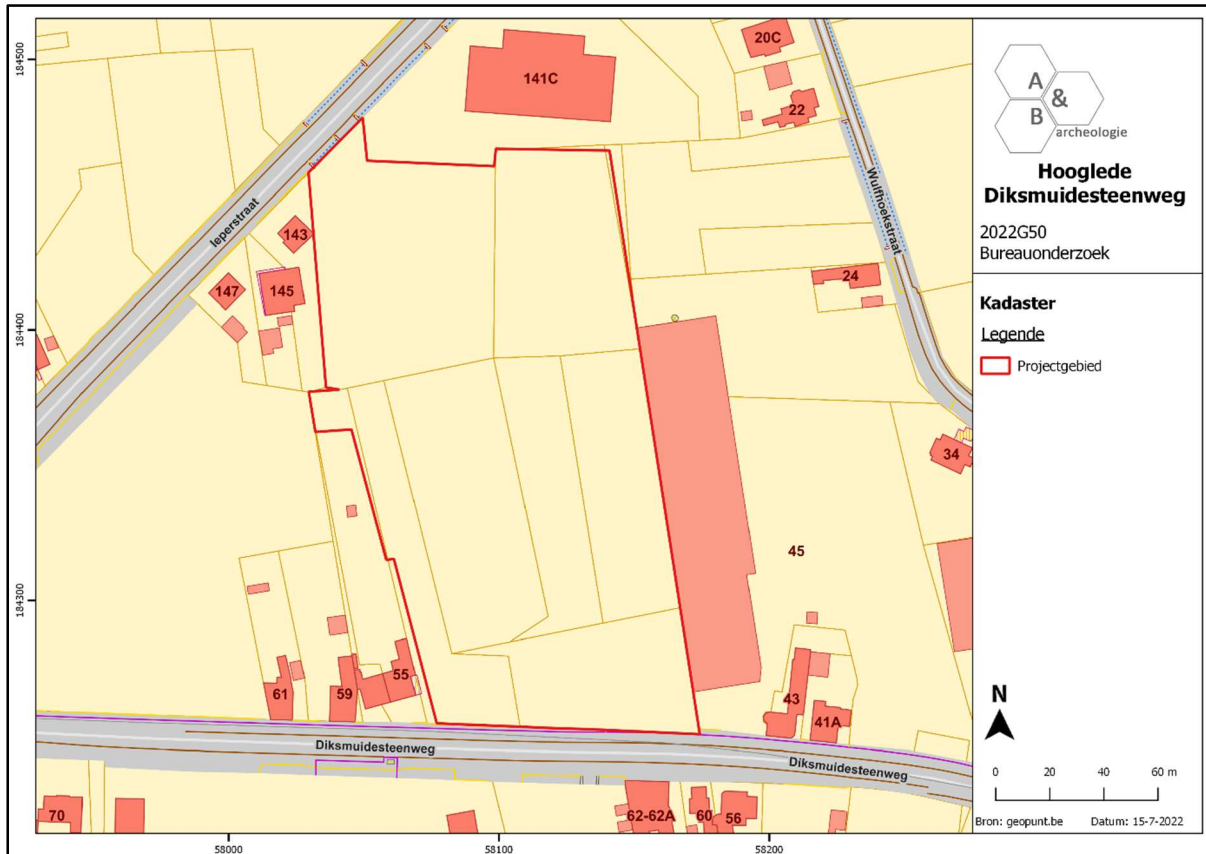 184500
184400
184300
58000
58100
58200
141C
20C
22
Ieperstraat
Wulfhoekstraat
143
147
145
24
34
45
61
59
55
43
41A
Diksmuidesteenweg
Diksmuidesteenweg
70
62-62A
60
56
A
&
B
archeologie
Hooglede
Diksmuidesteenweg
2022G50
Bureauonderzoek
Kadaster
Legende
Projectgebied
N
0 20 40 60 m
Bron: geopunt.be Datum: 15-7-2022